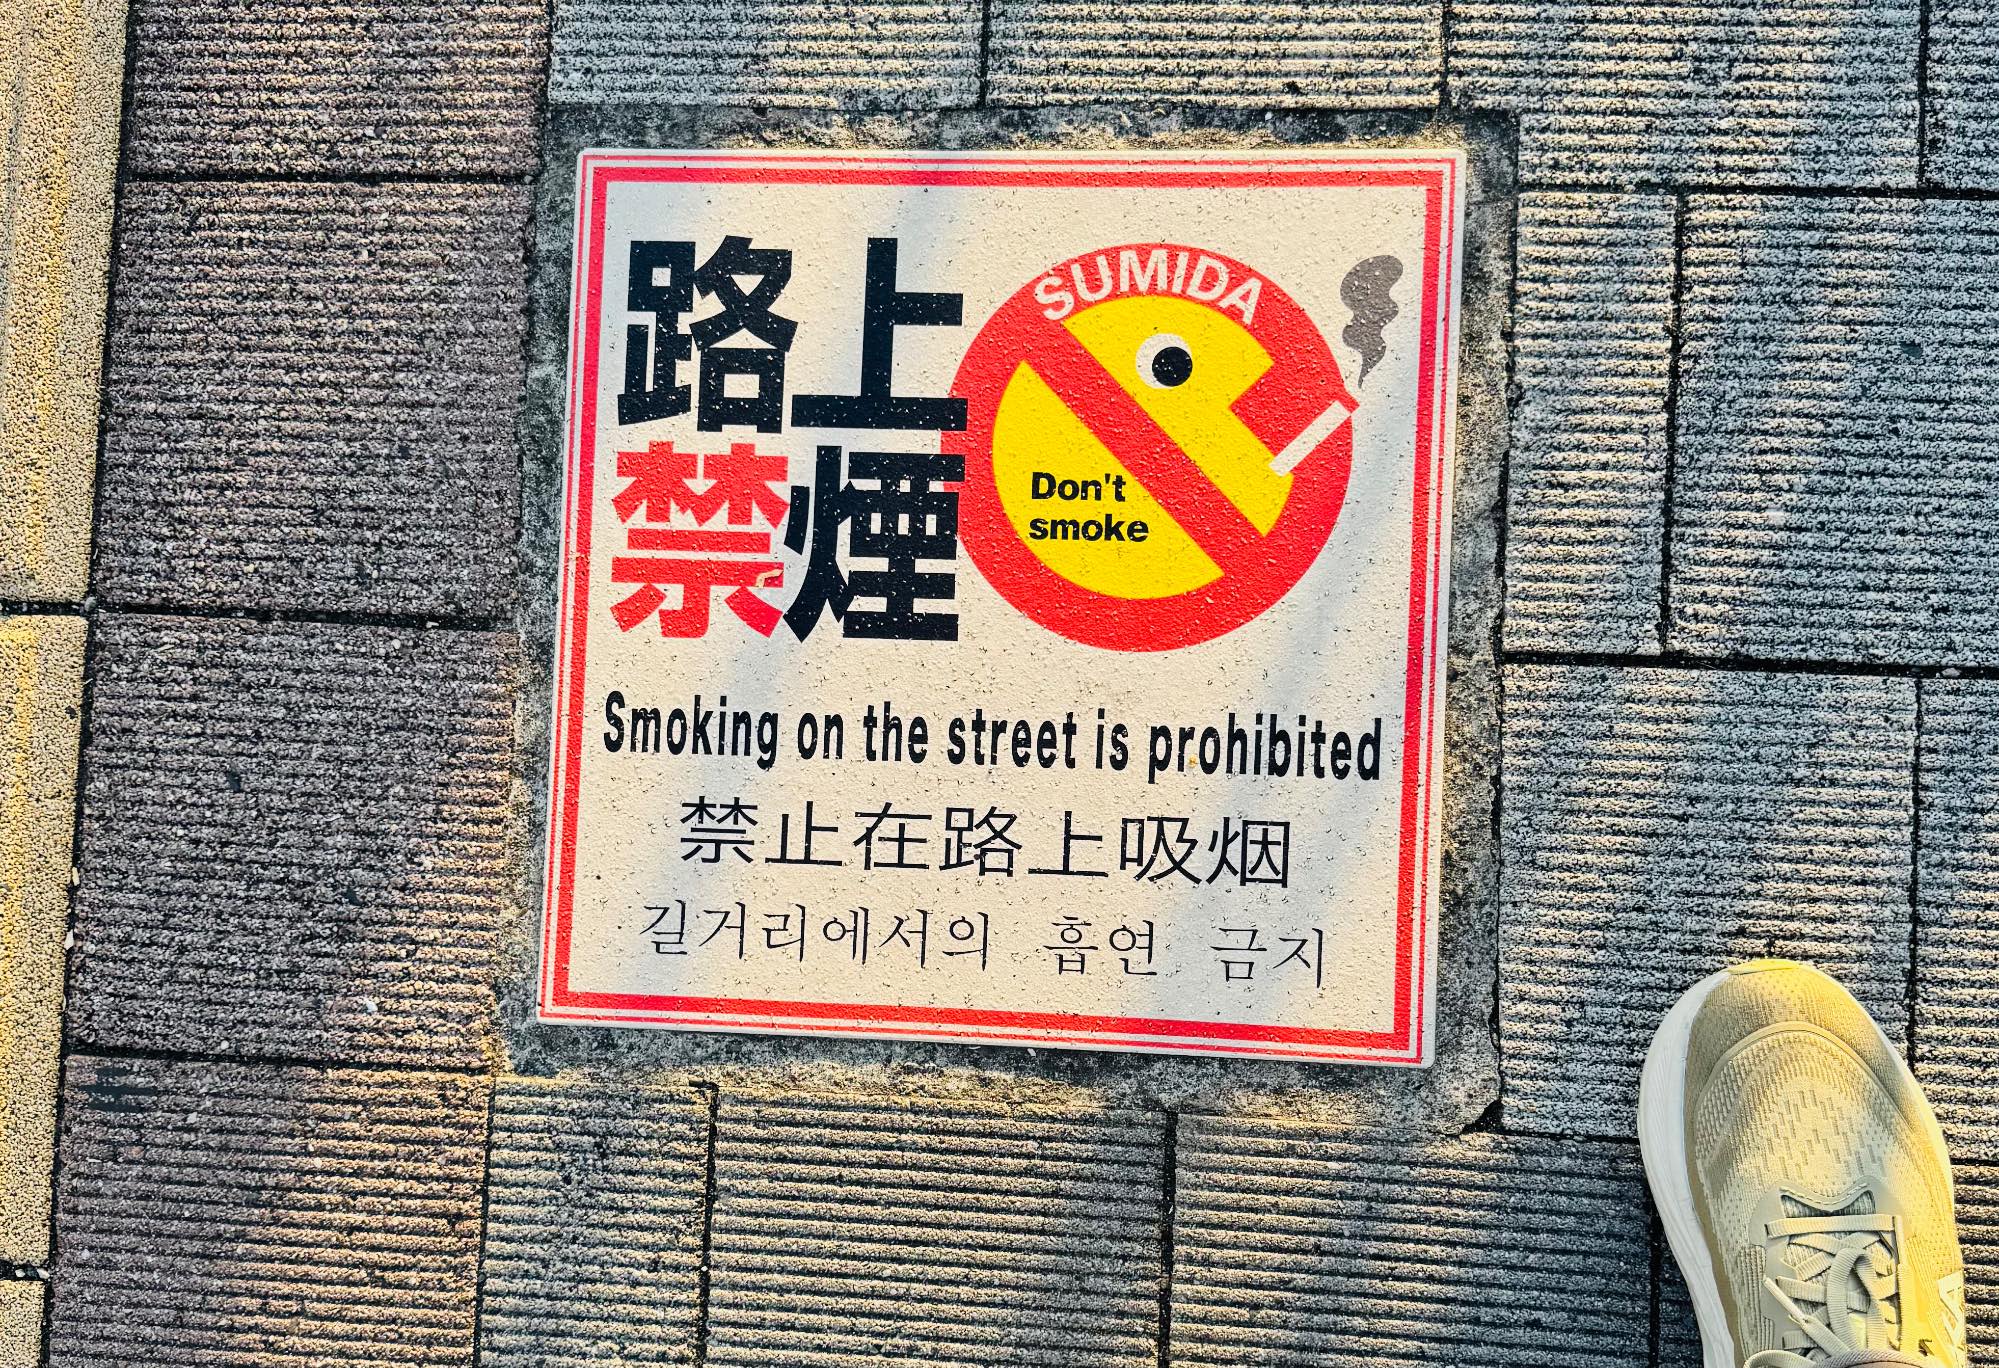 路上
禁煙
SUMIDA
Don't
smoke
Smoking on the street is prohibited
禁止在路上吸烟
길거리에서의 흡연 금지